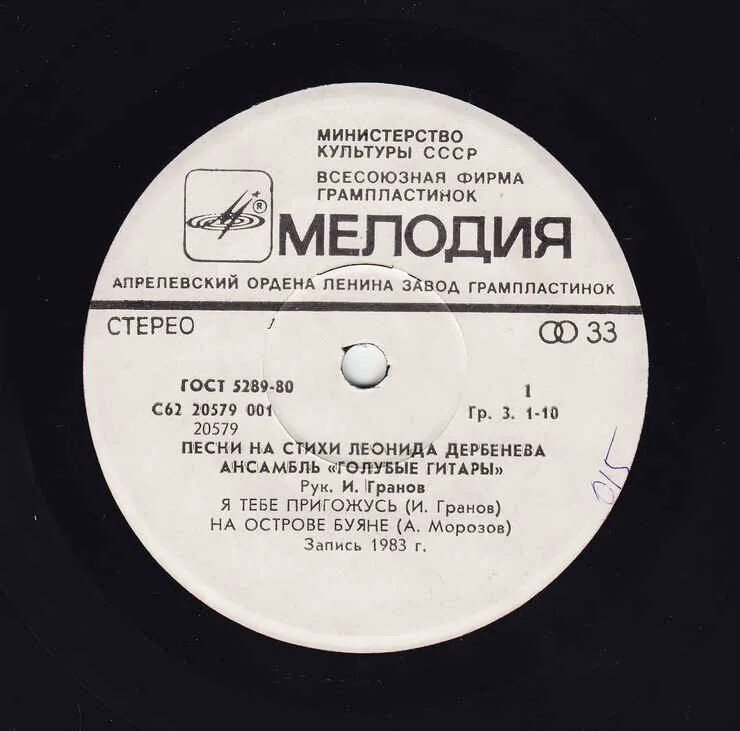 МИНИСТЕРСТВО
КУЛЬТУРЫ СССР
ВСЕСОЮЗНАЯ ФИРМА
ГРАМПЛАСТИНОК
®
МЕЛОДИЯ
АПРЕЛЕВСКИЙ ОРДЕНА ЛЕНИНА ЗАВОД ГРАМПЛАСТИНОК
СТЕРЕО 33
ГОСТ 5289-80 1
С62 20579 001 Гр. 3. 1-10
20579
ПЕСНИ НА СТИХИ ЛЕОНИДА ДЕРБЕНЕВА
АНСАМБЛЬ «ГОЛУБЫЕ ГИТАРЫ»
Рук. И. Гранов
Я ТЕБЕ ПРИГОЖУСЬ (И. Гранов)
НА ОСТРОВЕ БУЯНЕ (А. Морозов)
Запись 1983 г.
015